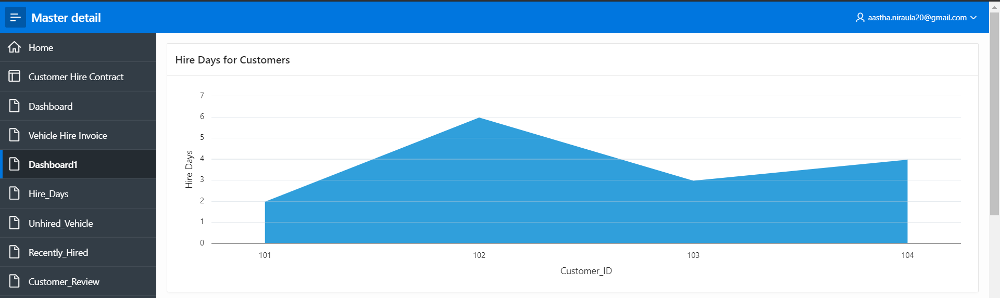 Master detail
aastha.niraula20@gmail.com
Home
Customer Hire Contract
Dashboard
Vehicle Hire Invoice
Dashboard1
Hire_Days
Unhired_Vehicle
Recently_Hired
Customer_Review
Hire Days for Customers
7
6
5
4
3
2
1
0
Hire Days
101 102 103 104
Customer_ID